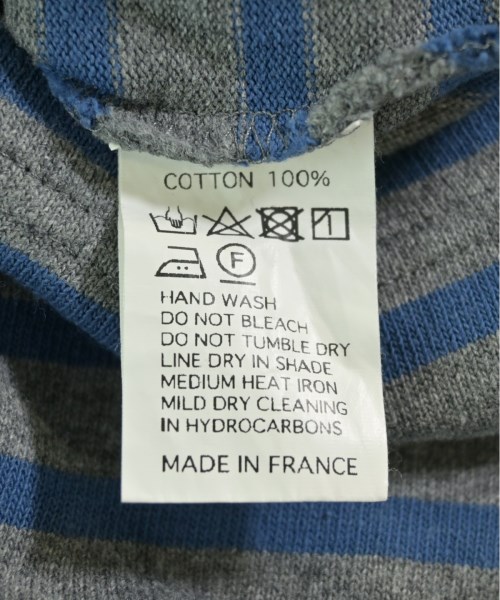 COTTON 100%
F
HAND WASH
DO NOT BLEACH
DO NOT TUMBLE DRY
LINE DRY IN SHADE
MEDIUM HEAT IRON
MILD DRY CLEANING
IN HYDROCARBONS
MADE IN FRANCE